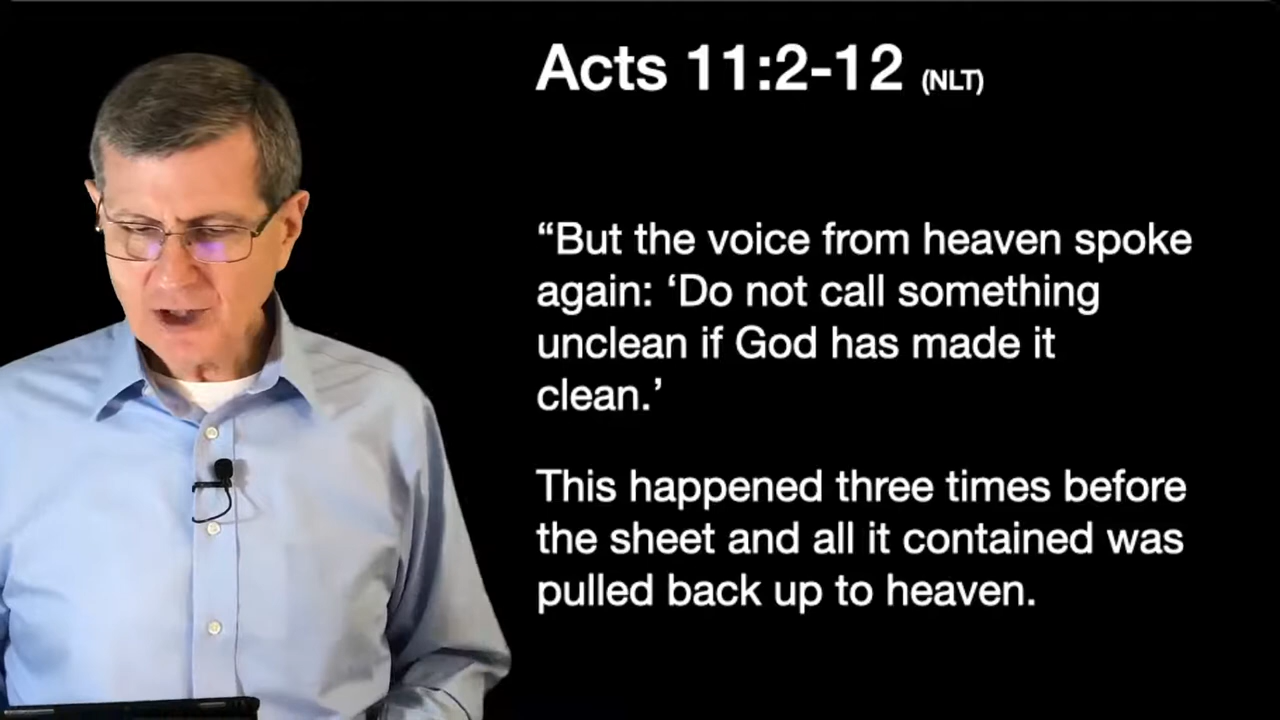 Acts 11:2-12 (NLT)
“But the voice from heaven spoke
again: ‘Do not call something
unclean if God has made it
clean.’
This happened three times before
the sheet and all it contained was
pulled back up to heaven.